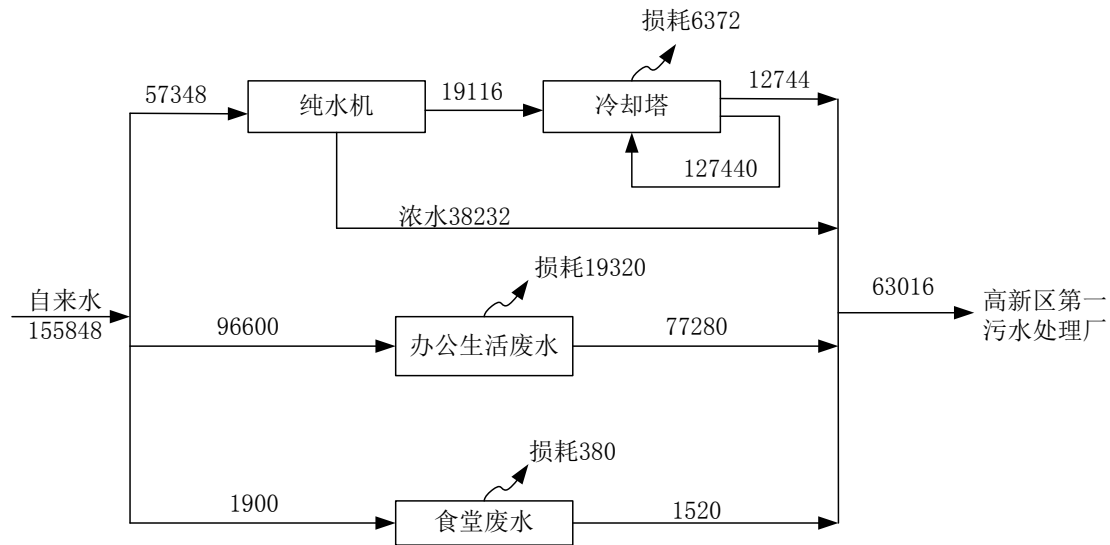 损耗6372
57348
纯水机
19116
冷却塔
12744
127440
浓水38232
损耗19320
自来水
155848
96600
办公生活废水
77280
63016
高新区第一
污水处理厂
损耗380
1900
食堂废水
1520